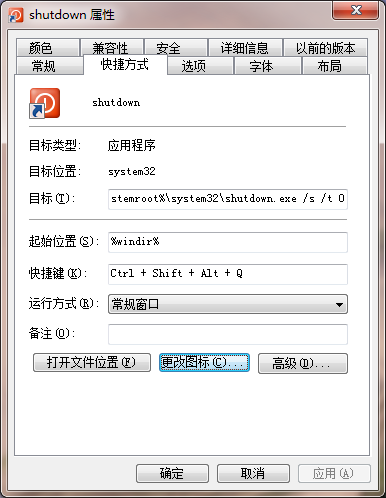 shutdown 属性
颜色 兼容性 安全 详细信息 以前的版本
常规 快捷方式 选项 字体 布局
shutdown
目标类型: 应用程序
目标位置: system32
目标(T): stemroot%\system32\shutdown.exe /s /t 0
起始位置(S): %windir%
快捷键(K): Ctrl + Shift + Alt + Q
运行方式(R): 常规窗口
备注(O):
打开文件位置(F) 更改图标(C)... 高级(D)...
确定 取消 应用(A)